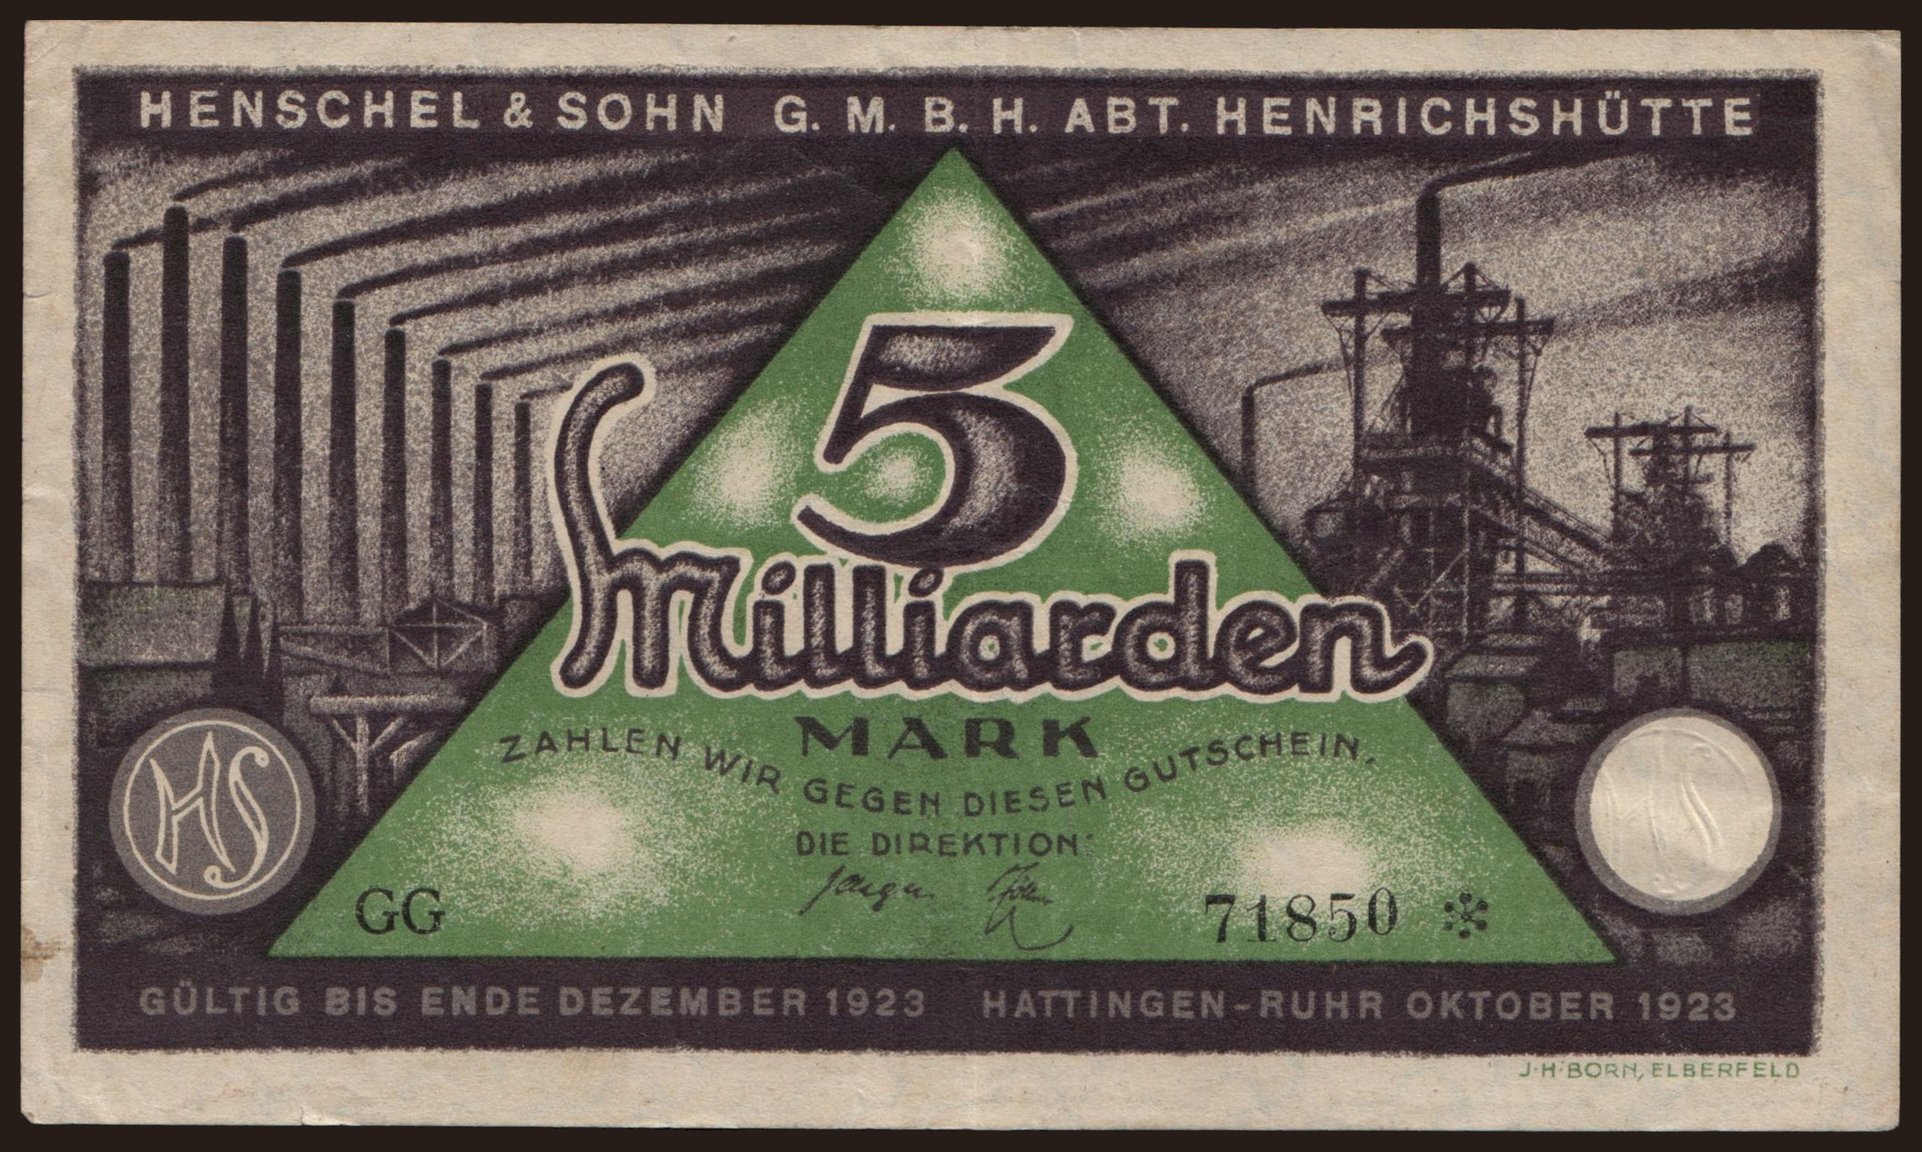 HENSCHEL & SOHN G. M. B. H. ABT. HENRICHSHÜTTE
5
Milliarden
MARK
ZAHLEN WIR GEGEN DIESEN GUTSCHEIN.
DIE DIREKTION:
HS
HS
GG
71850
GÜLTIG BIS ENDE DEZEMBER 1923 HATTINGEN-RUHR OKTOBER 1923
J·H·BORN, ELBERFELD